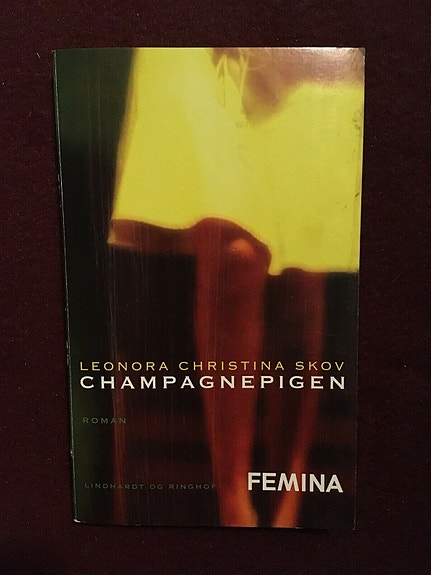 LEONORA CHRISTINA SKOV
CHAMPAGNEPIGEN
ROMAN
LINDHARDT OG RINGHOF
FEMINA